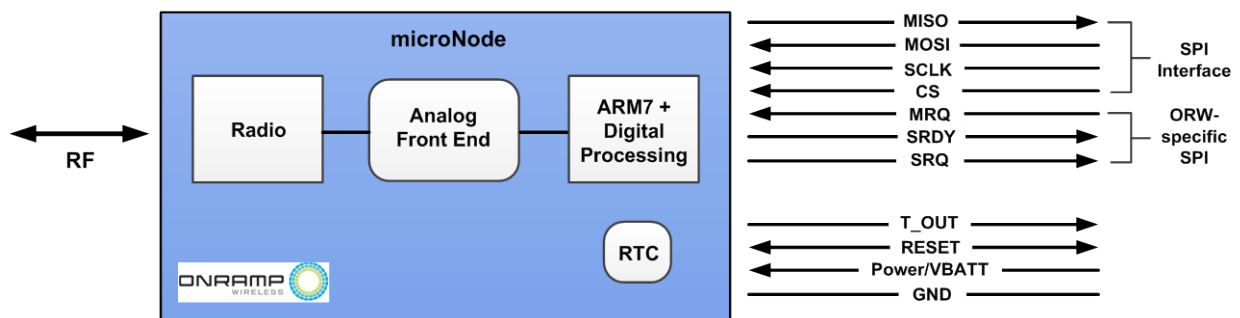 microNode
RF
Radio
Analog
Front End
ARM7 +
Digital
Processing
RTC
ONRAMP
WIRELESS
MISO
MOSI
SCLK
CS
MRQ
SRDY
SRQ
SPI
Interface
ORW-
specific
SPI
T_OUT
RESET
Power/VBATT
GND